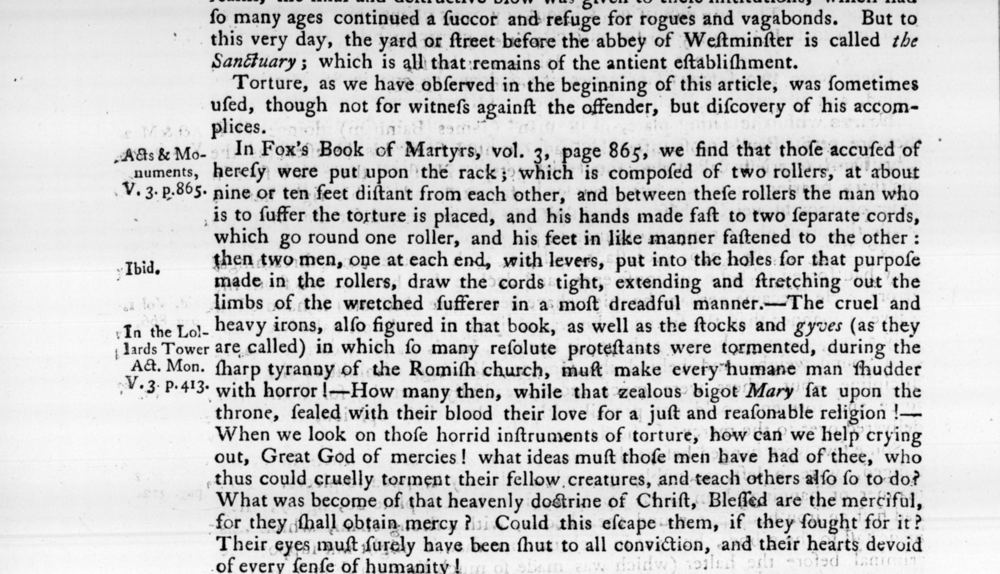 so many ages continued a succor and refuge for rogues and vagabonds. But to
this very day, the yard or ſtreet before the abbey of Weſtminſter is called the
Sanctuary; which is all that remains of the antient eſtabliſhment.
Torture, as we have obſerved in the beginning of this article, was ſometimes
uſed, though not for witneſs againſt the offender, but diſcovery of his accom-
plices.
In Fox's Book of Martyrs, vol. 3, page 865, we find that thoſe accuſed of
hereſy were put upon the rack; which is compoſed of two rollers, at about
nine or ten feet diſtant from each other, and between theſe rollers the man who
is to ſuffer the torture is placed, and his hands made faſt to two ſeparate cords,
which go round one roller, and his feet in like manner faſtened to the other:
then two men, one at each end, with levers, put into the holes for that purpoſe
made in the rollers, draw the cords tight, extending and ſtretching out the
limbs of the wretched ſufferer in a moſt dreadful manner.—The cruel and
heavy irons, alſo figured in that book, as well as the ſtocks and gyves (as they
are called) in which ſo many reſolute proteſtants were tormented, during the
ſharp tyranny of the Romiſh church, muſt make every humane man ſhudder
with horror!—How many then, while that zealous bigot Mary ſat upon the
throne, ſealed with their blood their love for a juſt and reaſonable religion!—
When we look on thoſe horrid inſtruments of torture, how can we help crying
out, Great God of mercies! what ideas muſt thoſe men have had of thee, who
thus could cruelly torment their fellow creatures, and teach others alſo ſo to do?
What was become of that heavenly doctrine of Chriſt, Bleſſed are the merciful,
for they ſhall obtain mercy? Could this eſcape them, if they ſought for it?
Their eyes muſt ſurely have been ſhut to all conviction, and their hearts devoid
of every ſenſe of humanity!
Acts & Mo-
numents,
V. 3. p. 865.
Ibid.
In the Lol-
lards Tower
Act. Mon.
V. 3 p. 413.